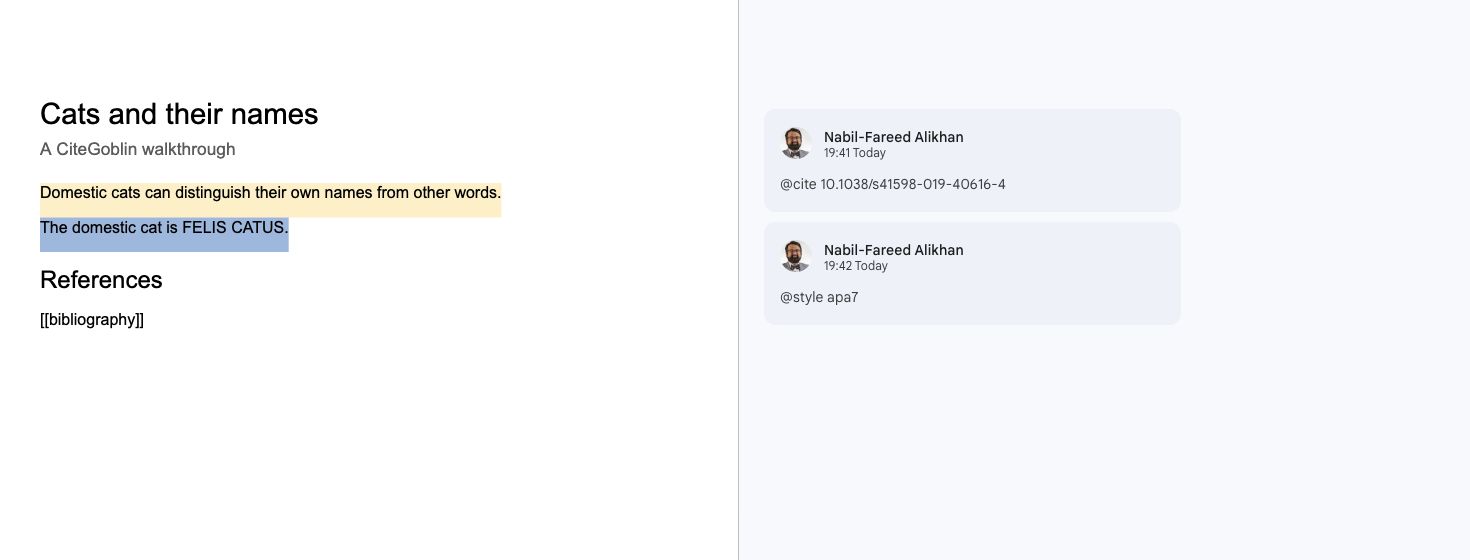 Cats and their names
A CiteGoblin walkthrough
Domestic cats can distinguish their own names from other words.
The domestic cat is FELIS CATUS.
References
[[bibliography]]
Nabil-Fareed Alikhan
19:41 Today
@cite 10.1038/s41598-019-40616-4
Nabil-Fareed Alikhan
19:42 Today
@style apa7